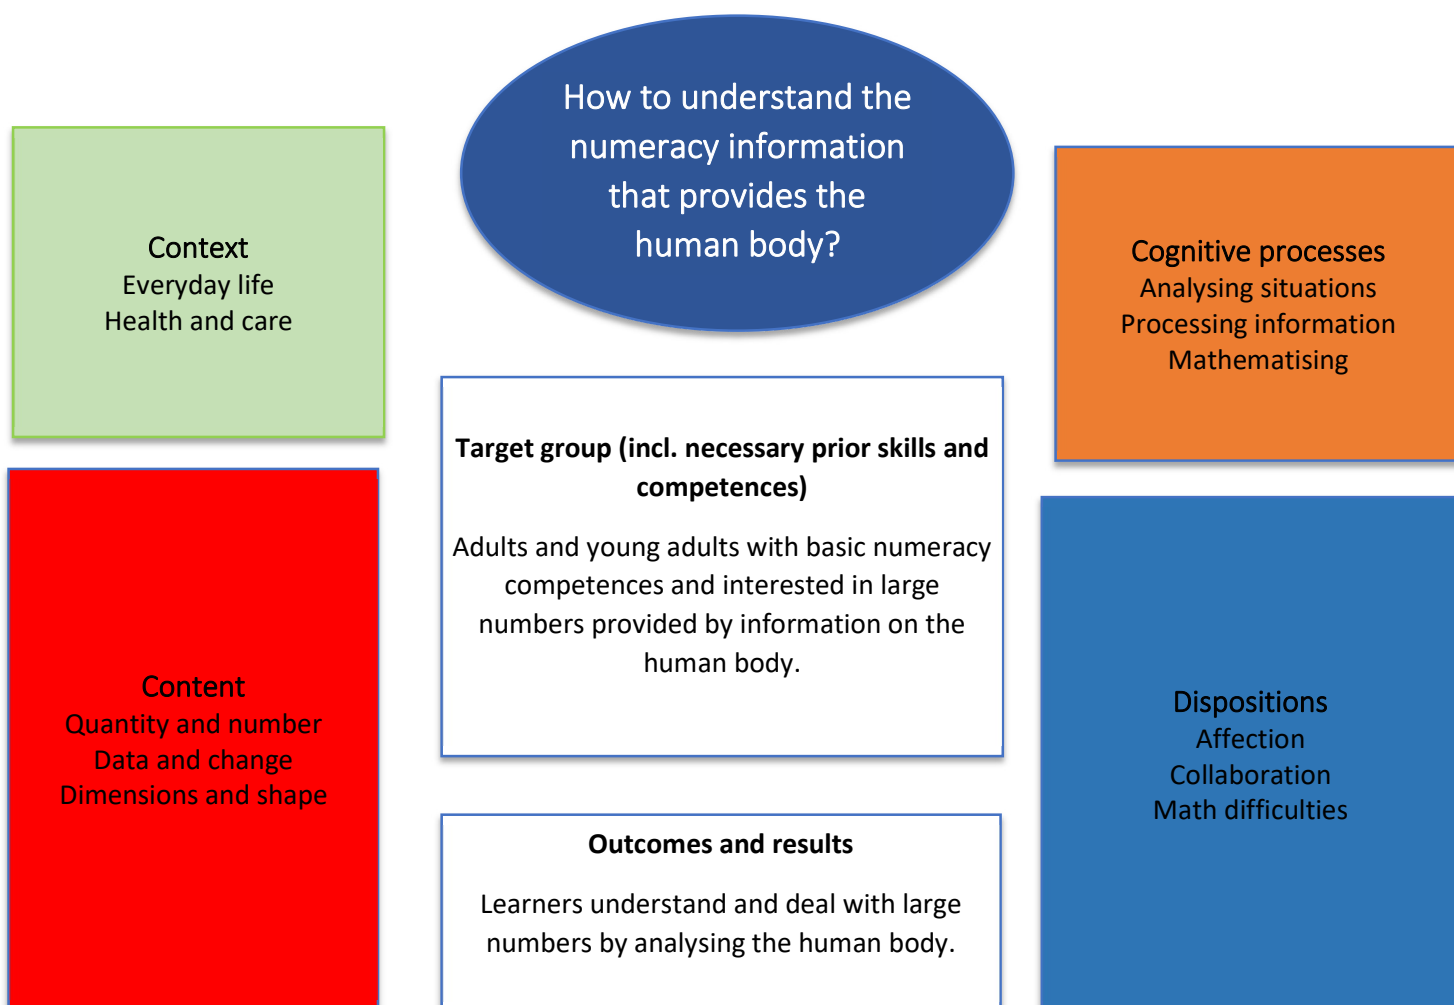 How to understand the
numeracy information
that provides the
human body?
Context
Everyday life
Health and care
Cognitive processes
Analysing situations
Processing information
Mathematising
Target group (incl. necessary prior skills and
competences)
Adults and young adults with basic numeracy
competences and interested in large
numbers provided by information on the
human body.
Content
Quantity and number
Data and change
Dimensions and shape
Dispositions
Affection
Collaboration
Math difficulties
Outcomes and results
Learners understand and deal with large
numbers by analysing the human body.